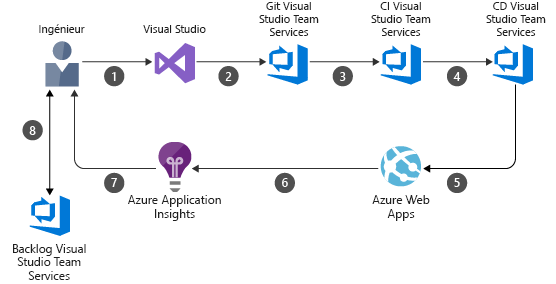 Ingénieur
Visual Studio
Git Visual
Studio Team
Services
CI Visual
Studio Team
Services
CD Visual
Studio Team
Services
1
2
3
4
8
7
6
5
Azure Application
Insights
Azure Web
Apps
Backlog Visual
Studio Team
Services